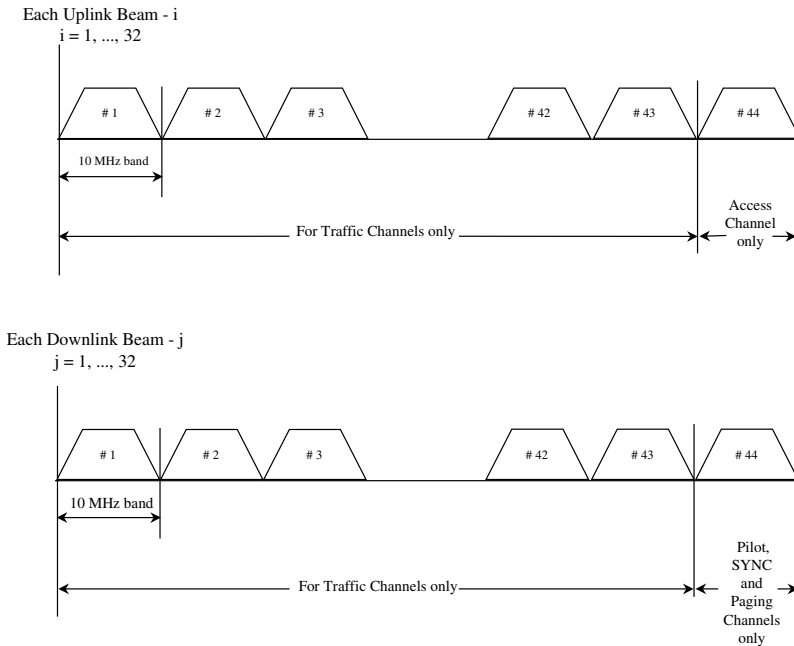 Each Uplink Beam - i
i = 1, ..., 32
# 1
# 2
# 3
# 42
# 43
# 44
10 MHz band
For Traffic Channels only
Access
Channel
only
Each Downlink Beam - j
j = 1, ..., 32
# 1
# 2
# 3
# 42
# 43
# 44
10 MHz band
For Traffic Channels only
Pilot,
SYNC
and
Paging
Channels
only